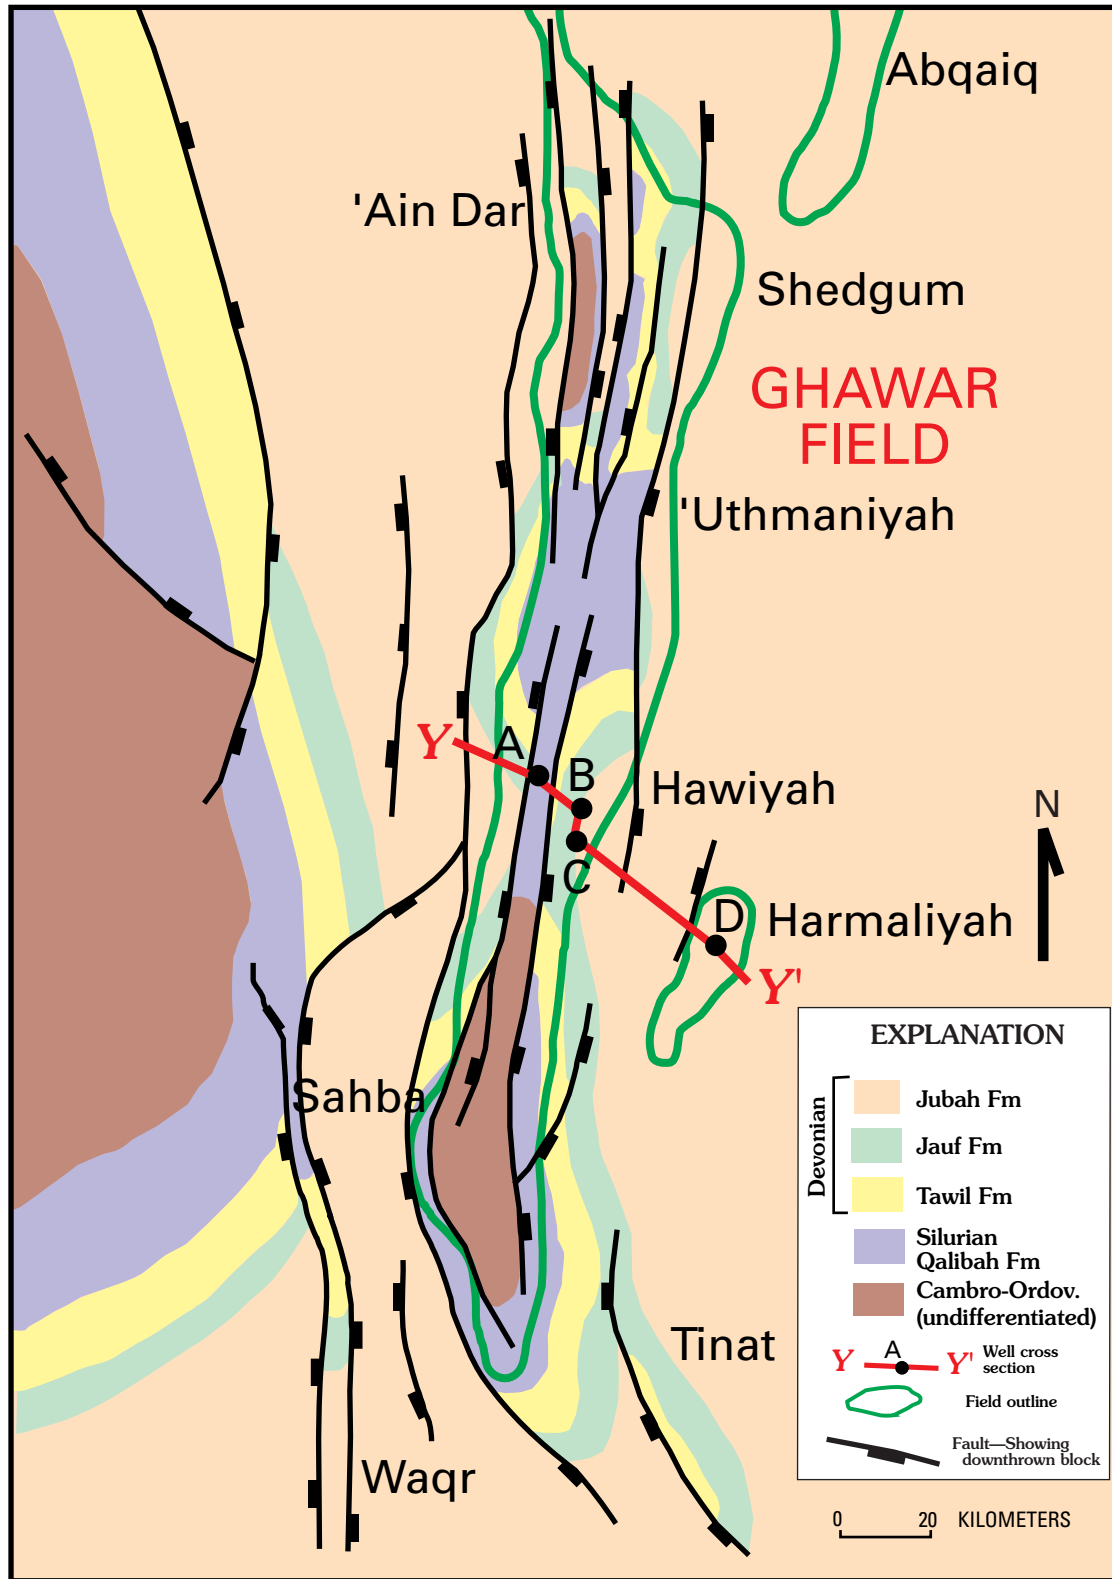 Abqaiq
'Ain Dar
Shedgum
GHAWAR
FIELD
'Uthmaniyah
Y
A
B
Hawiyah
C
N
D
Harmaliyah
Y'
Sahba
Tinat
Waqr
EXPLANATION
Devonian
Jubah Fm
Jauf Fm
Tawil Fm
Silurian
Qalibah Fm
Cambro-Ordov.
(undifferentiated)
Y A Y' Well cross
section
Field outline
Fault—Showing
downthrown block
0 20 KILOMETERS